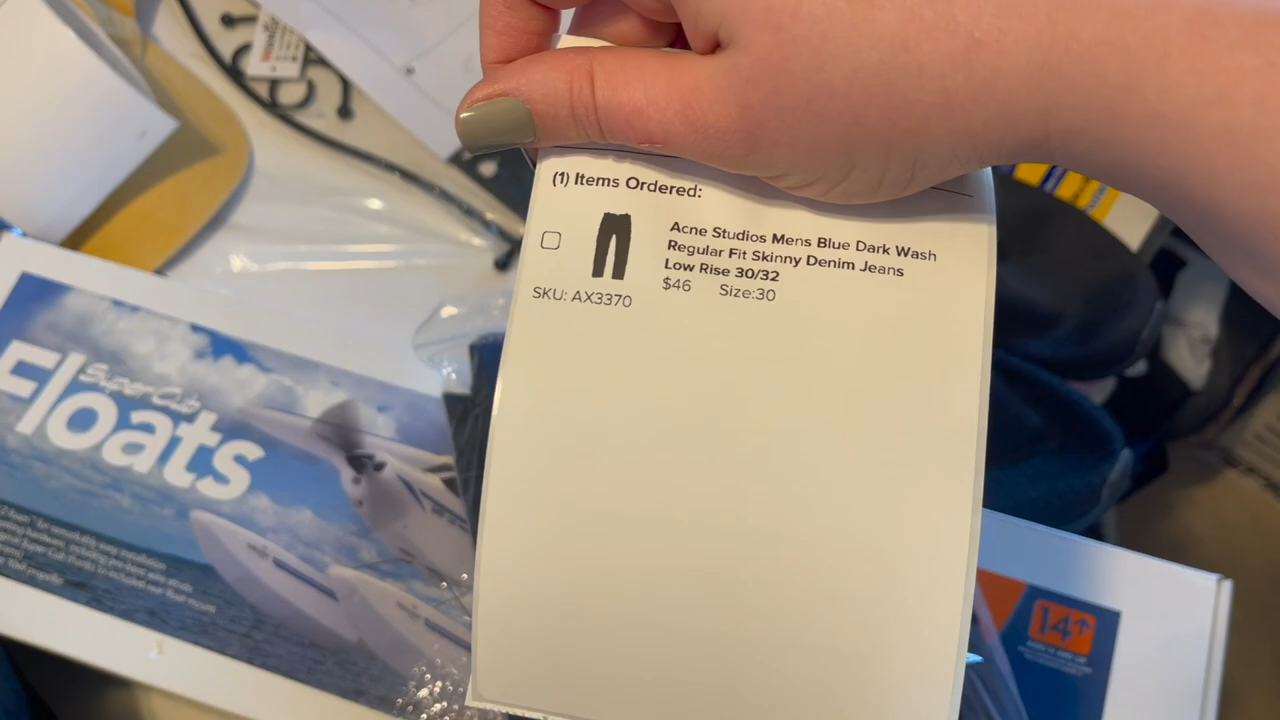 (1) Items Ordered:
Acne Studios Mens Blue Dark Wash
Regular Fit Skinny Denim Jeans
Low Rise 30/32
$46 Size:30
SKU: AX3370
Super Cub
Floats
14↑